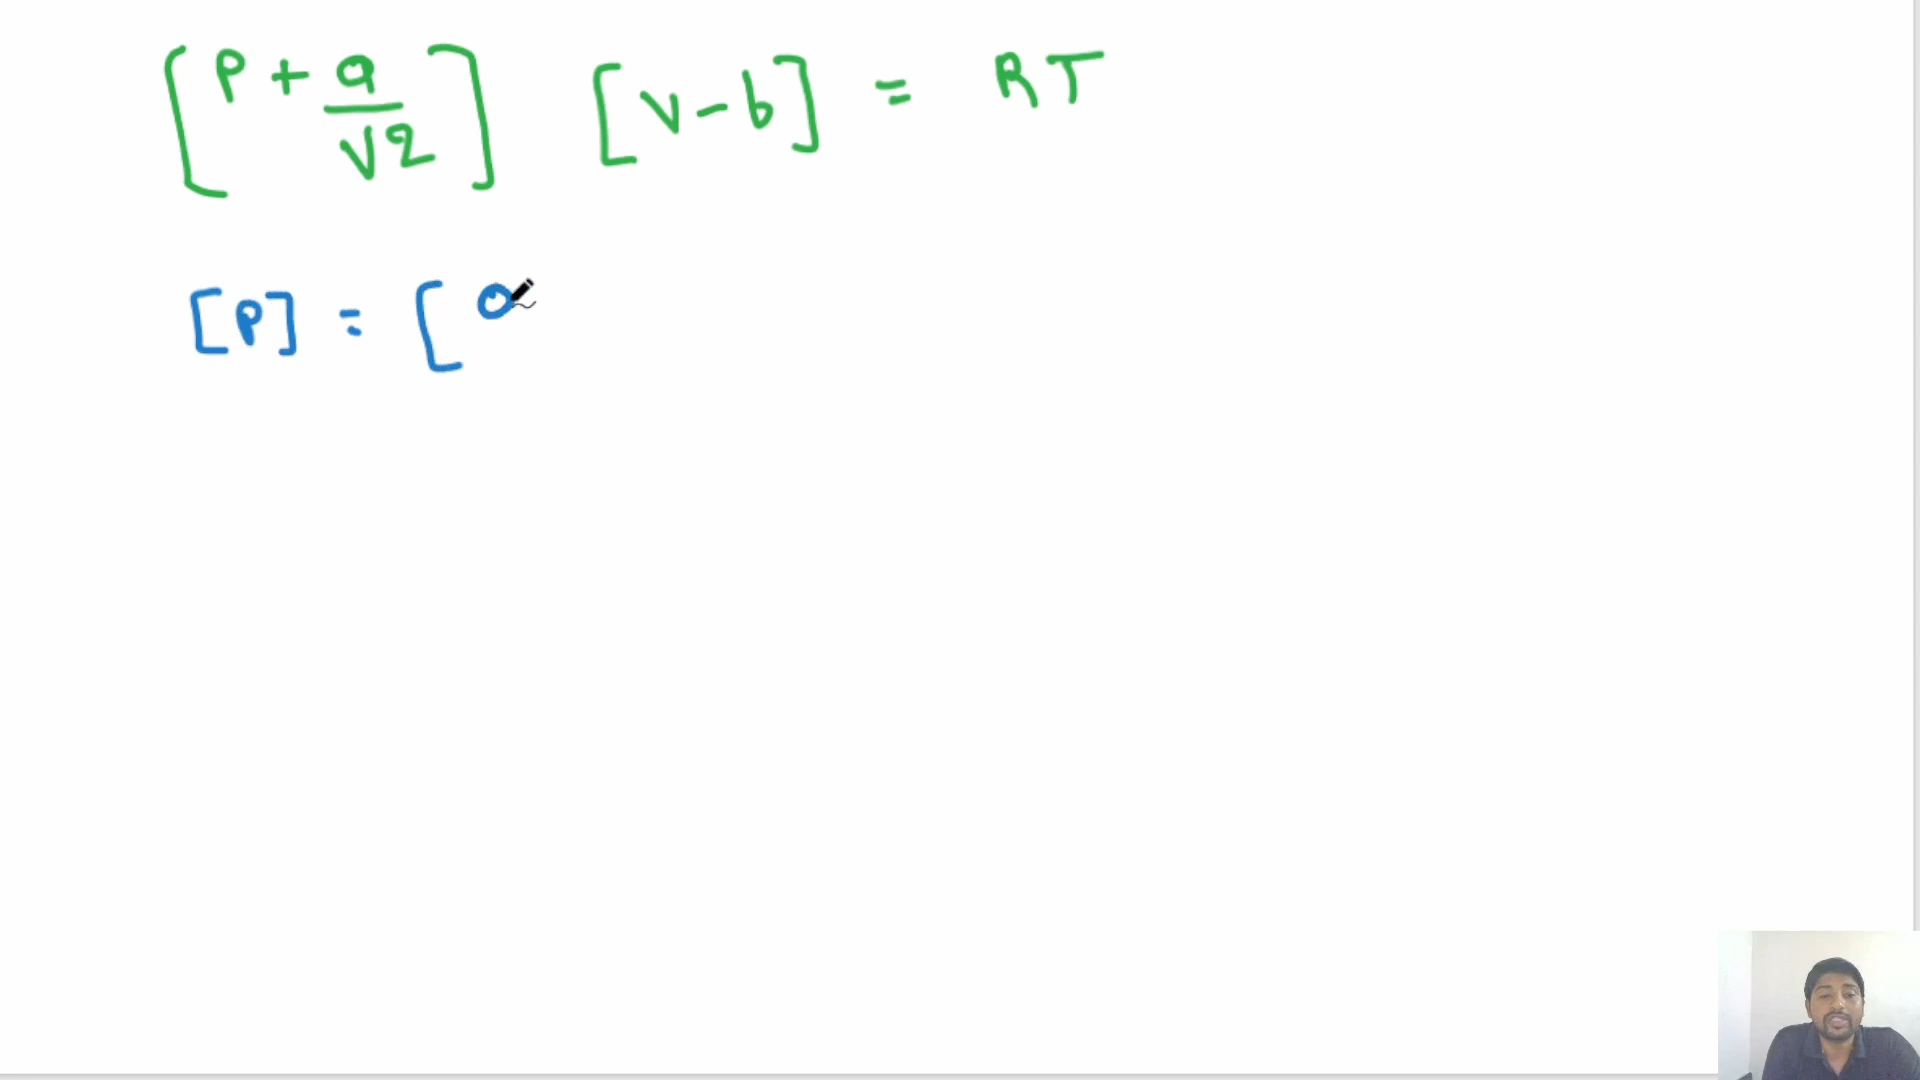 [P + a/V2] [V - b] = RT
[P] = [a